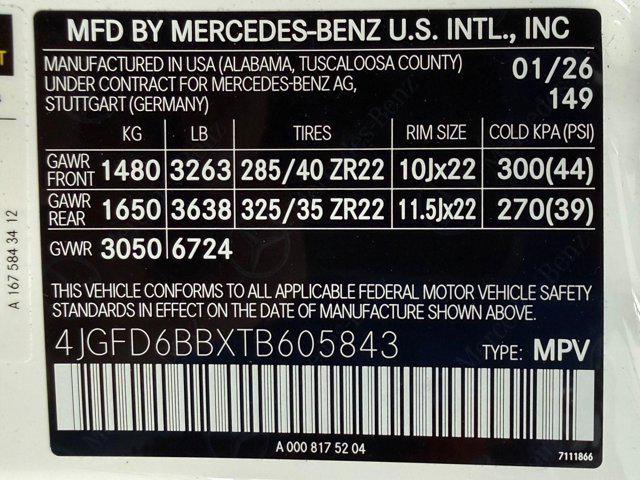 MFD BY MERCEDES-BENZ U.S. INTL., INC
MANUFACTURED IN USA (ALABAMA, TUSCALOOSA COUNTY) 01/26
UNDER CONTRACT FOR MERCEDES-BENZ AG,
STUTTGART (GERMANY) 149
KG LB TIRES RIM SIZE COLD KPA (PSI)
GAWR FRONT 1480 3263 285/40 ZR22 10Jx22 300(44)
GAWR REAR 1650 3638 325/35 ZR22 11.5Jx22 270(39)
GVWR 3050 6724
THIS VEHICLE CONFORMS TO ALL APPLICABLE FEDERAL MOTOR VEHICLE SAFETY
STANDARDS IN EFFECT ON THE DATE OF MANUFACTURE SHOWN ABOVE.
4JGFD6BBXTB605843 TYPE: MPV
A 000 817 52 04
7111866
A 167 584 34 12